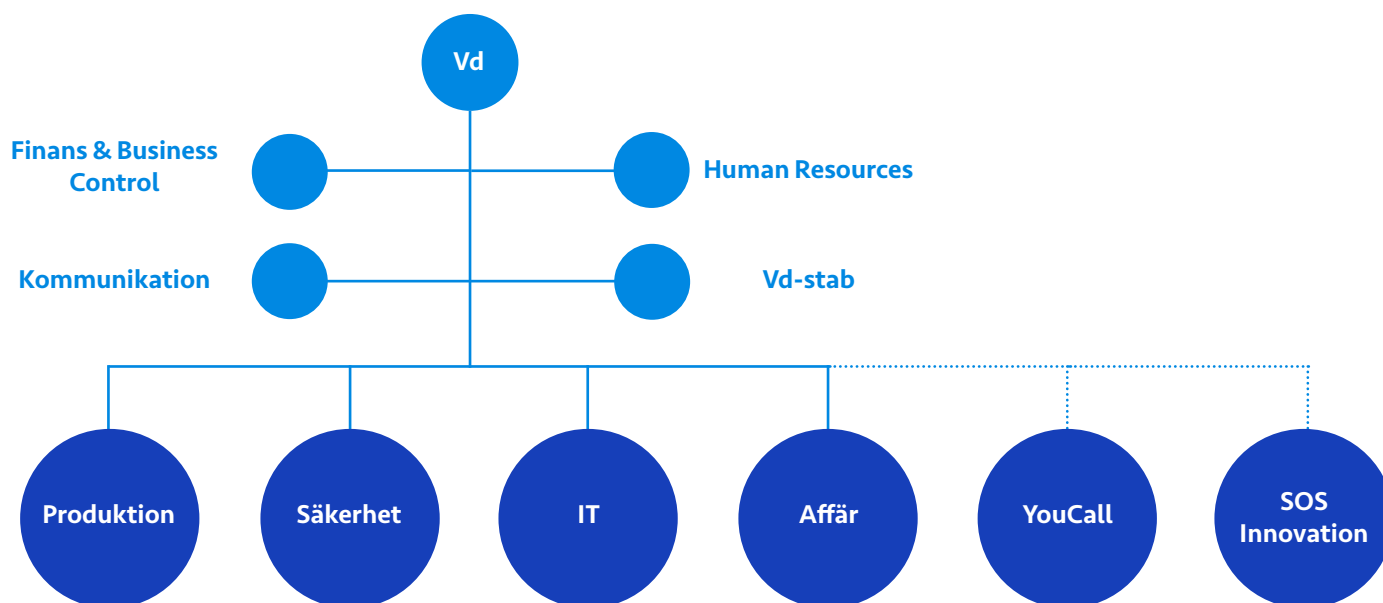 Vd
Finans & Business
Control
Human Resources
Kommunikation
Vd-stab
Produktion
Säkerhet
IT
Affär
YouCall
SOS
Innovation